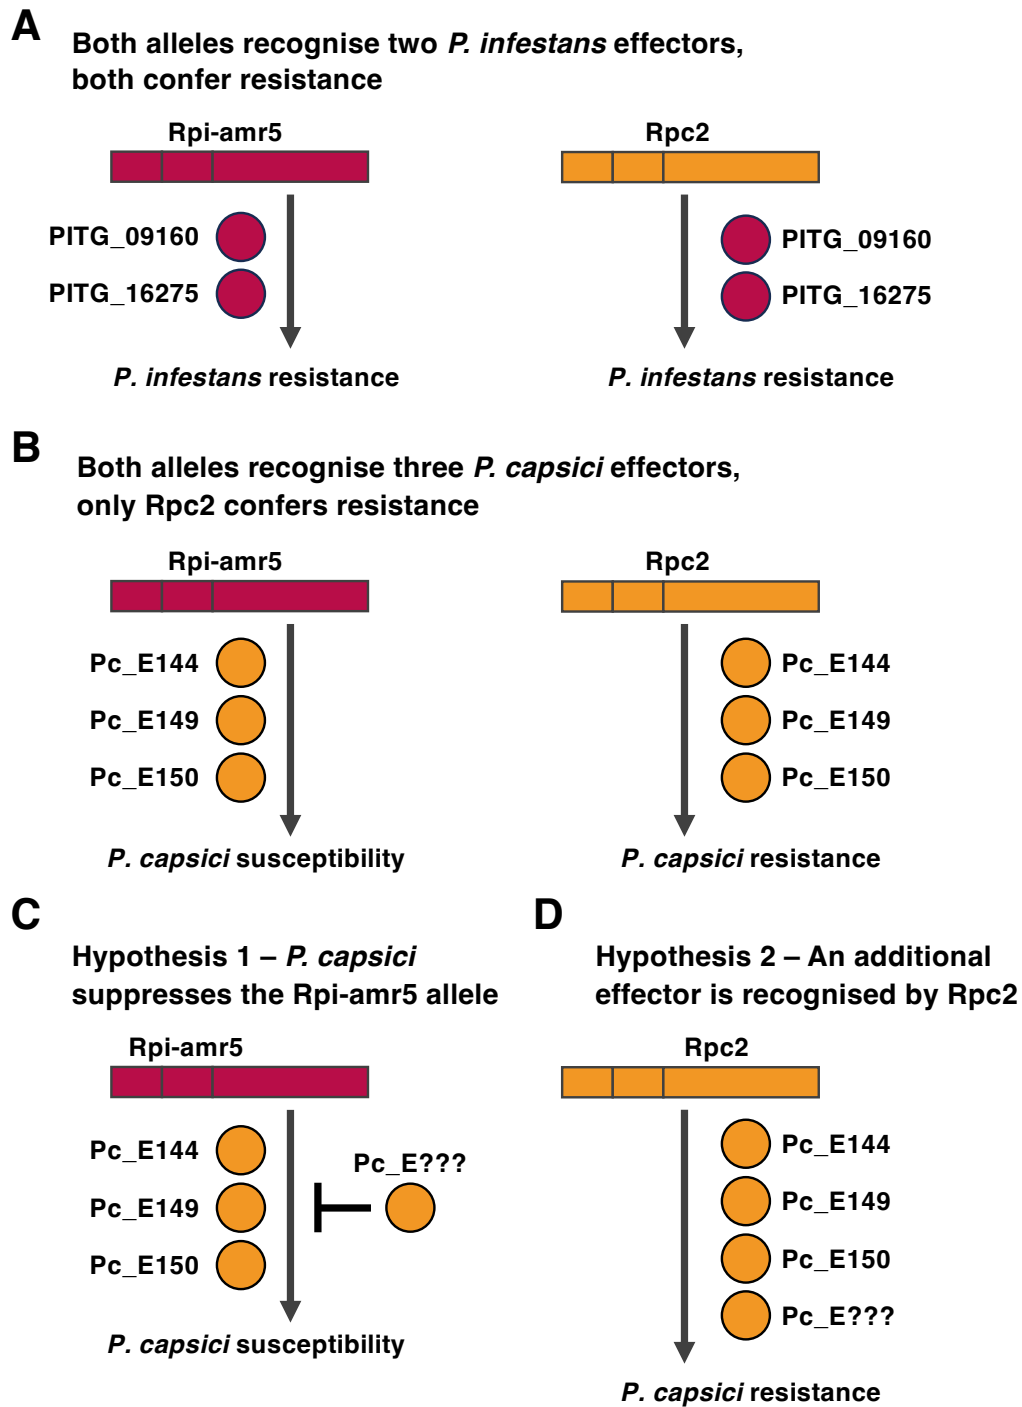 A
Both alleles recognise two P. infestans effectors,
both confer resistance
Rpi-amr5
PITG_09160
PITG_16275
P. infestans resistance
Rpc2
PITG_09160
PITG_16275
P. infestans resistance
B
Both alleles recognise three P. capsici effectors,
only Rpc2 confers resistance
Rpi-amr5
Pc_E144
Pc_E149
Pc_E150
P. capsici susceptibility
Rpc2
Pc_E144
Pc_E149
Pc_E150
P. capsici resistance
C
Hypothesis 1 – P. capsici
suppresses the Rpi-amr5 allele
Rpi-amr5
Pc_E144
Pc_E149
Pc_E150
Pc_E???
P. capsici susceptibility
D
Hypothesis 2 – An additional
effector is recognised by Rpc2
Rpc2
Pc_E144
Pc_E149
Pc_E150
Pc_E???
P. capsici resistance